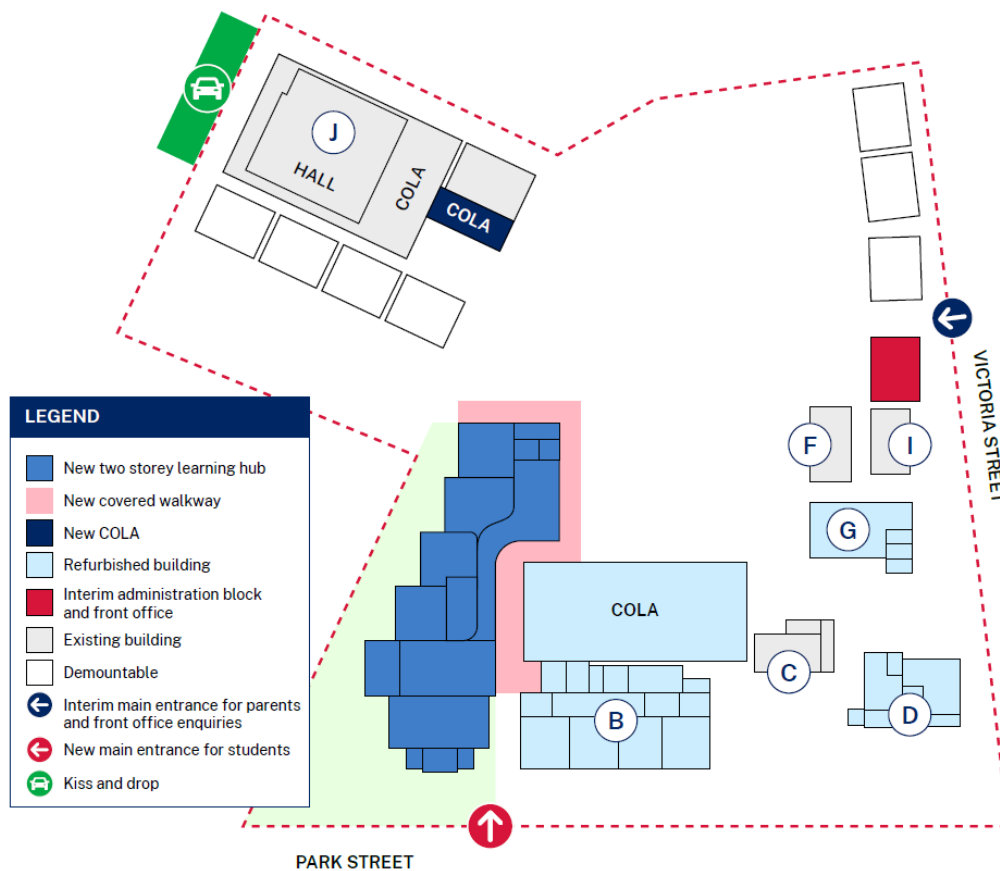 J
HALL
COLA
COLA
VICTORIA STREET
LEGEND
New two storey learning hub
New covered walkway
New COLA
Refurbished building
Interim administration block
and front office
Existing building
Demountable
Interim main entrance for parents
and front office enquiries
New main entrance for students
Kiss and drop
F
I
G
COLA
C
B
D
PARK STREET